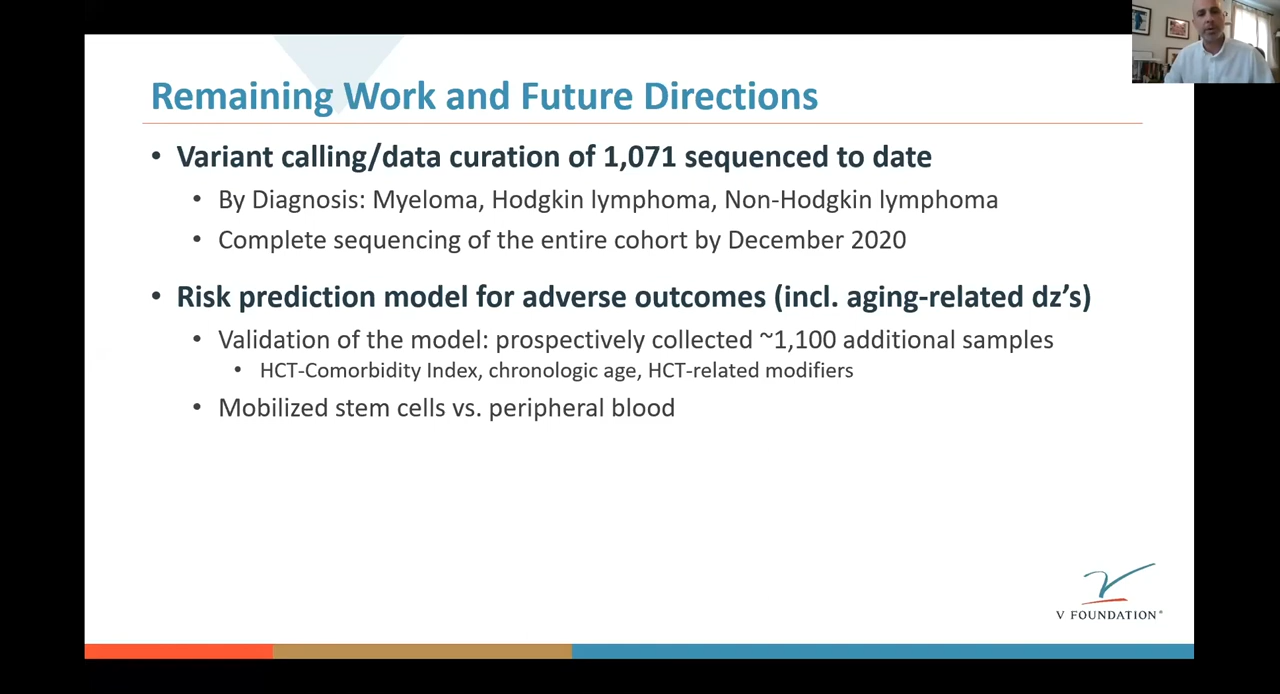 Remaining Work and Future Directions
• Variant calling/data curation of 1,071 sequenced to date
• By Diagnosis: Myeloma, Hodgkin lymphoma, Non-Hodgkin lymphoma
• Complete sequencing of the entire cohort by December 2020
• Risk prediction model for adverse outcomes (incl. aging-related dz’s)
• Validation of the model: prospectively collected ~1,100 additional samples
• HCT-Comorbidity Index, chronologic age, HCT-related modifiers
• Mobilized stem cells vs. peripheral blood
V FOUNDATION®